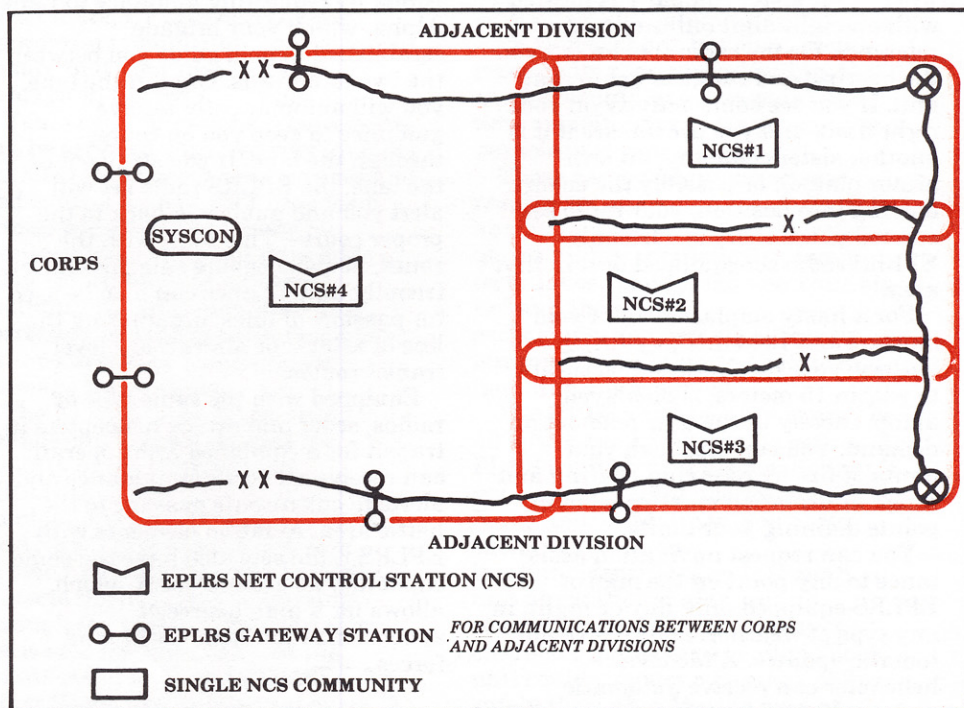 ADJACENT DIVISION
X X
NCS#1
X
SYSCON
CORPS
NCS#4
NCS#2
X
NCS#3
X X
ADJACENT DIVISION
EPLRS NET CONTROL STATION (NCS)
EPLRS GATEWAY STATION FOR COMMUNICATIONS BETWEEN CORPS
AND ADJACENT DIVISIONS
SINGLE NCS COMMUNITY